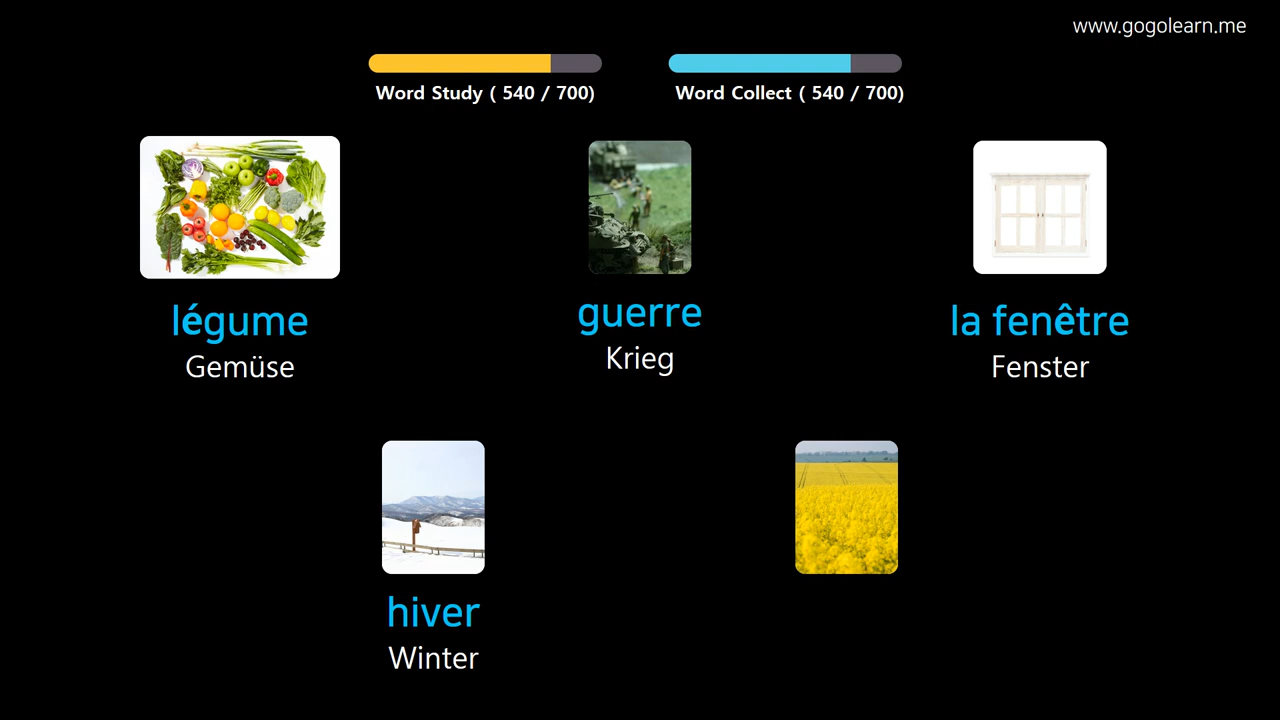 www.gogolearn.me
Word Study ( 540 / 700)
Word Collect ( 540 / 700)
légume
Gemüse
guerre
Krieg
la fenêtre
Fenster
hiver
Winter